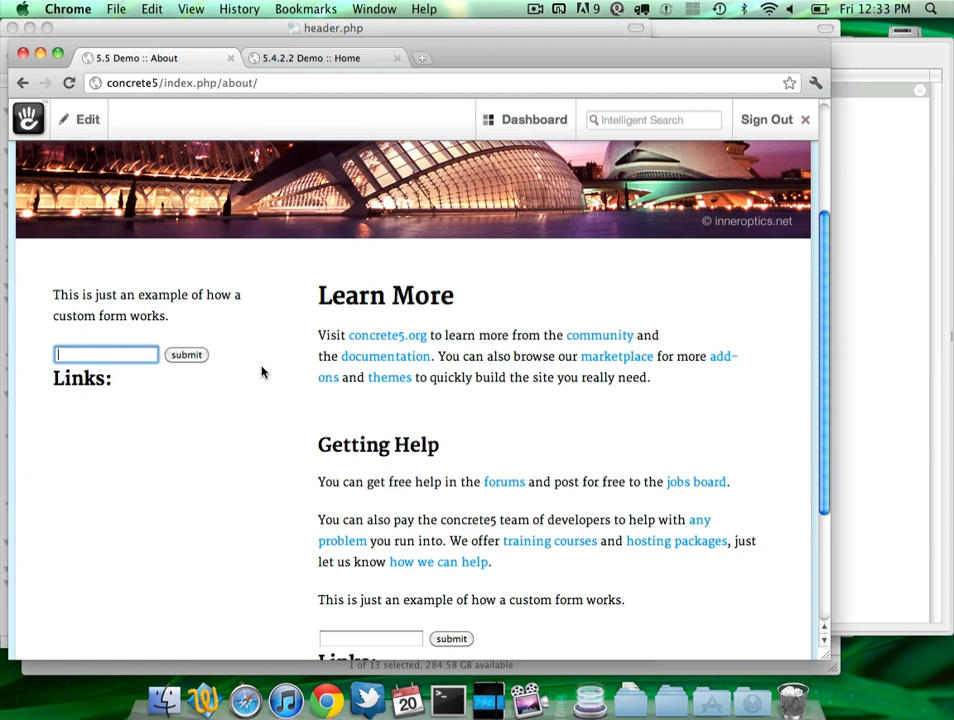 Chrome File Edit View History Bookmarks Window Help 9 Fri 12:33 PM
header.php
5.5 Demo :: About 5.4.2.2 Demo :: Home
concrete5/index.php/about/
Edit Dashboard Intelligent Search Sign Out
© inneroptics.net
This is just an example of how a
custom form works.
submit
Links:
Learn More
Visit concrete5.org to learn more from the community and
the documentation. You can also browse our marketplace for more add-
ons and themes to quickly build the site you really need.
Getting Help
You can get free help in the forums and post for free to the jobs board.
You can also pay the concrete5 team of developers to help with any
problem you run into. We offer training courses and hosting packages, just
let us know how we can help.
This is just an example of how a custom form works.
submit
Links:
1 of 13 selected, 284.58 GB available
20